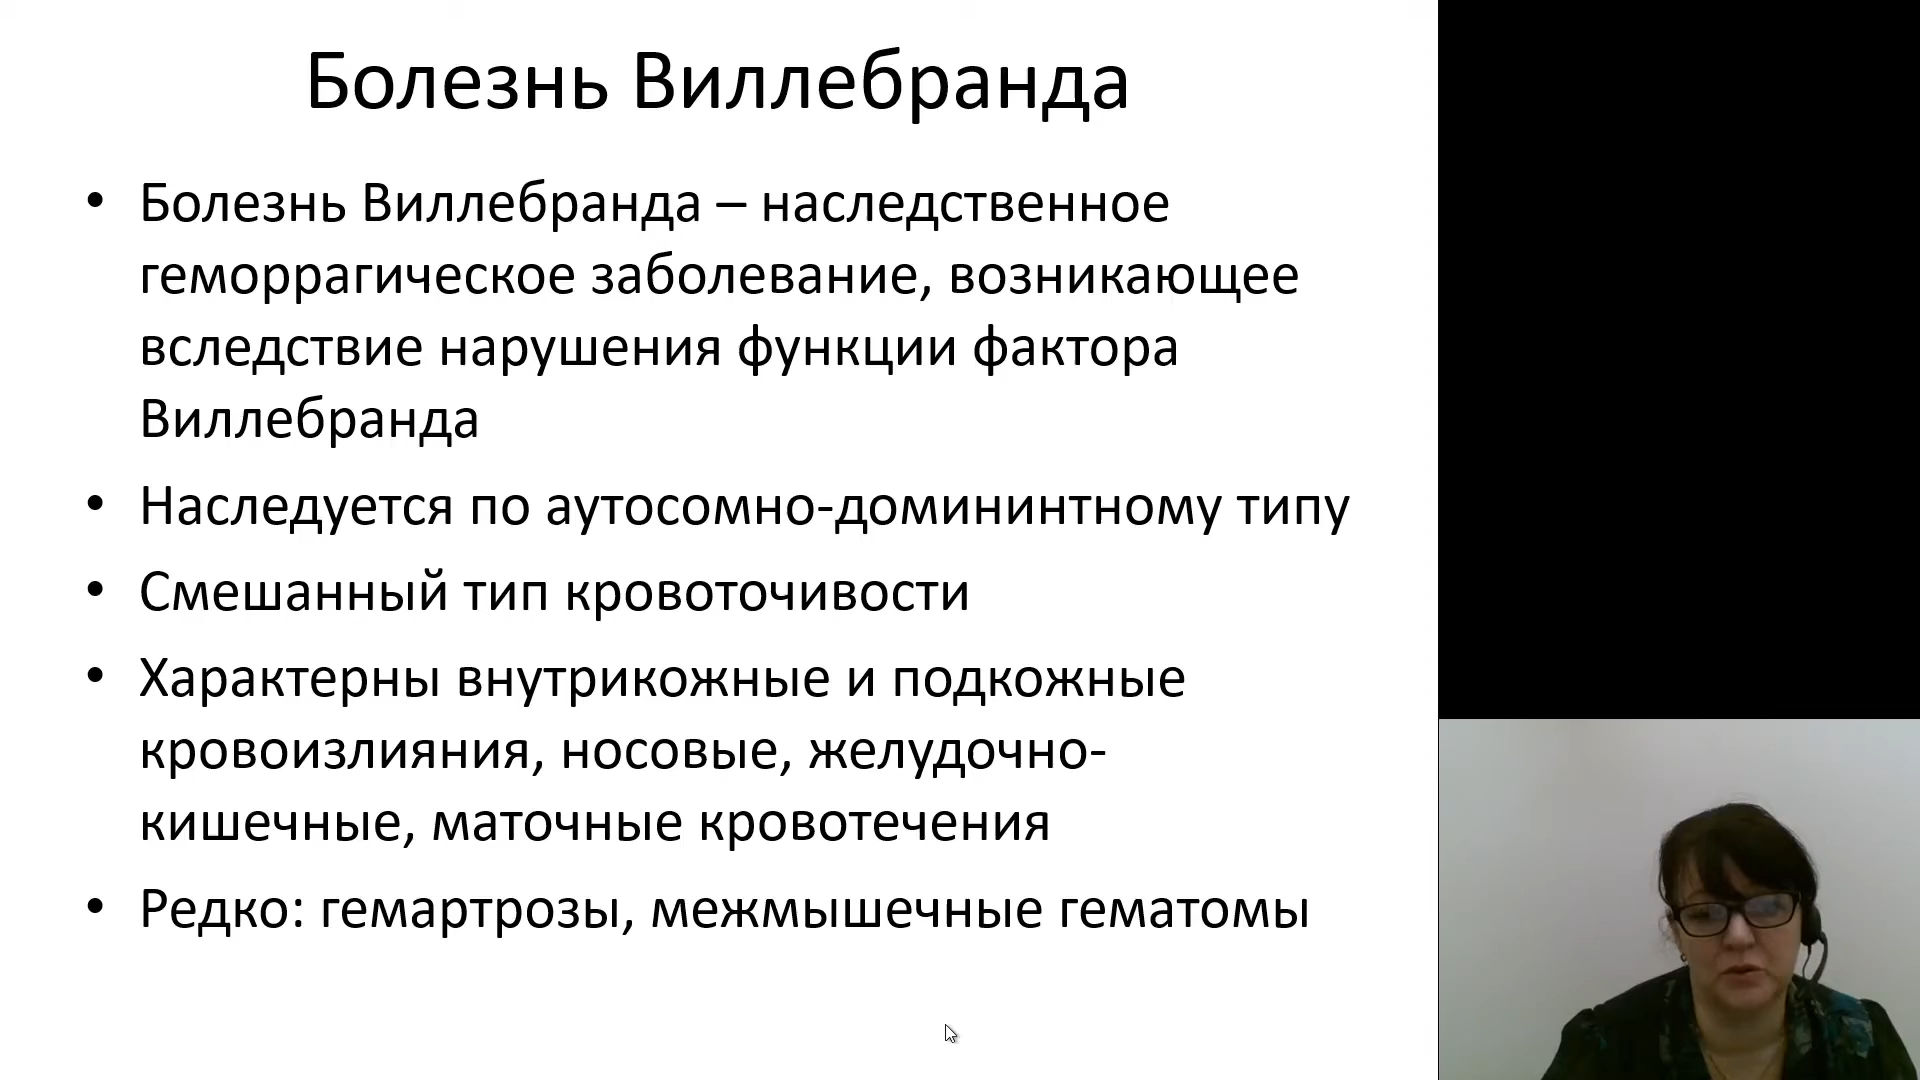 Болезнь Виллебранда
• Болезнь Виллебранда – наследственное
геморрагическое заболевание, возникающее
вследствие нарушения функции фактора
Виллебранда
• Наследуется по аутосомно-домининтному типу
• Смешанный тип кровоточивости
• Характерны внутрикожные и подкожные
кровоизлияния, носовые, желудочно-
кишечные, маточные кровотечения
• Редко: гемартрозы, межмышечные гематомы